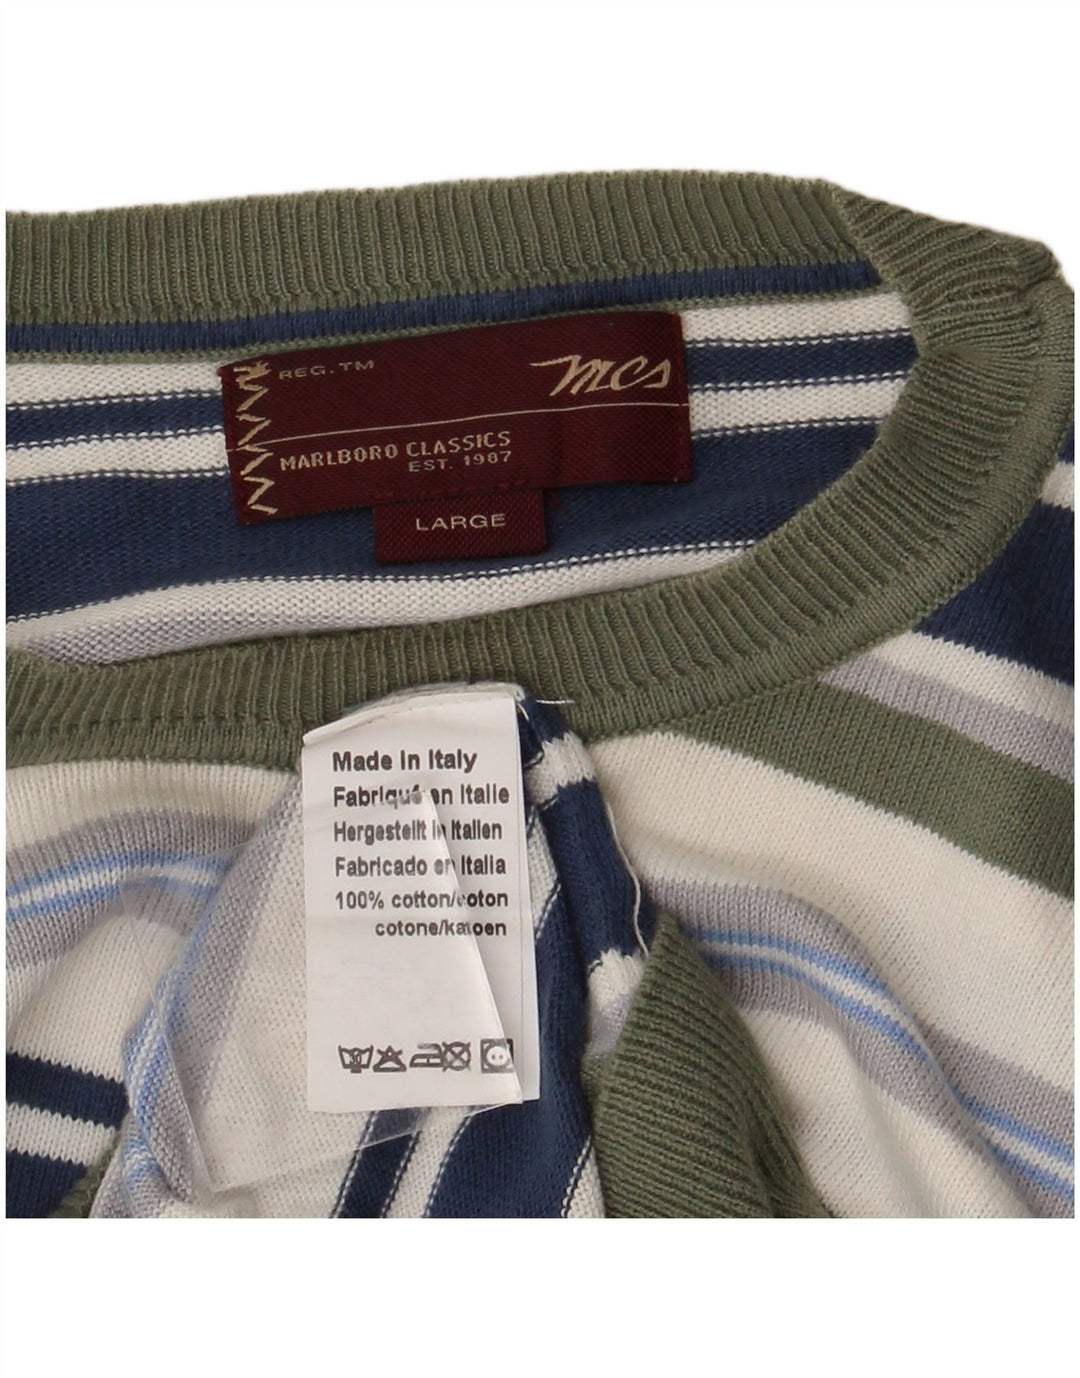 REG. TM
mcs
MARLBORO CLASSICS
EST. 1987
LARGE
Made in Italy
Fabriqué en Italie
Hergestellt in Italien
Fabricado en Italia
100% cotton/coton
cotone/katoen